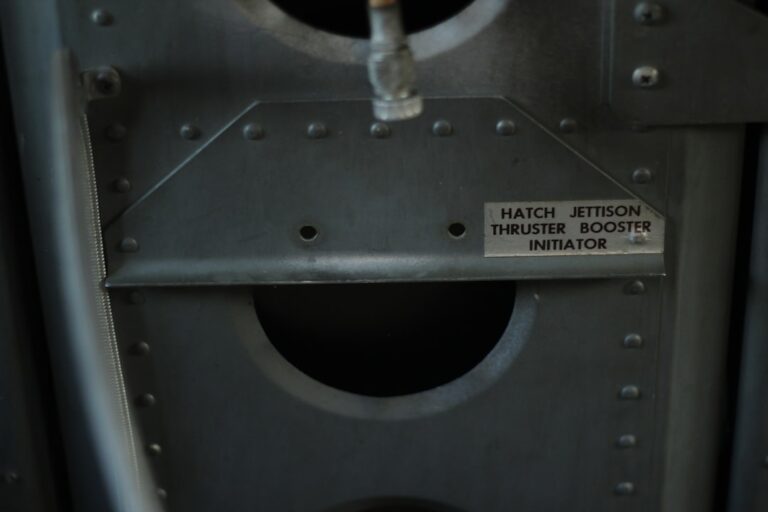 HATCH JETTISON
THRUSTER BOOSTER
INITIATOR